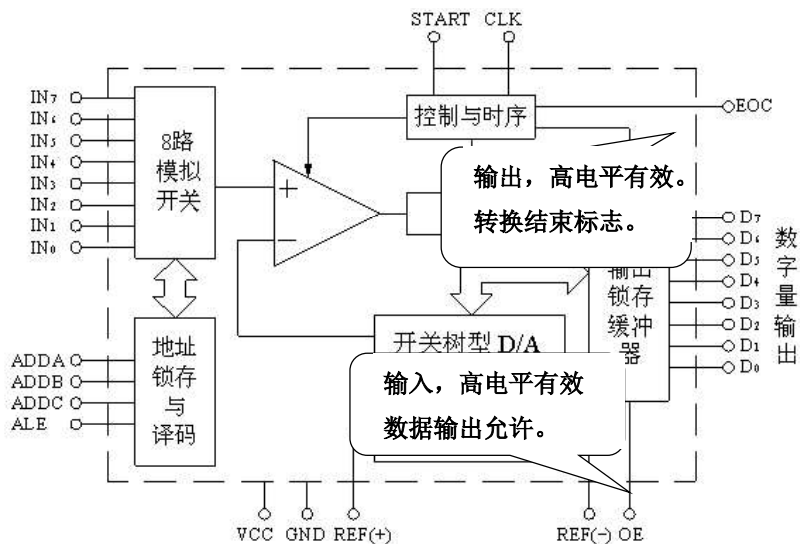 START CLK
IN7
IN6
IN5
IN4
IN3
IN2
IN1
IN0
8路
模拟
开关
控制与时序
EOC
输出，高电平有效。
转换结束标志。
+
−
D7
D6
D5
D4
D3
D2
D1
D0
数
字
量
输
出
输出
锁存
缓冲
器
地址
锁存
与
译码
ADDA
ADDB
ADDC
ALE
开关树型 D/A
输入，高电平有效
数据输出允许。
VCC GND REF(+) REF(−) OE